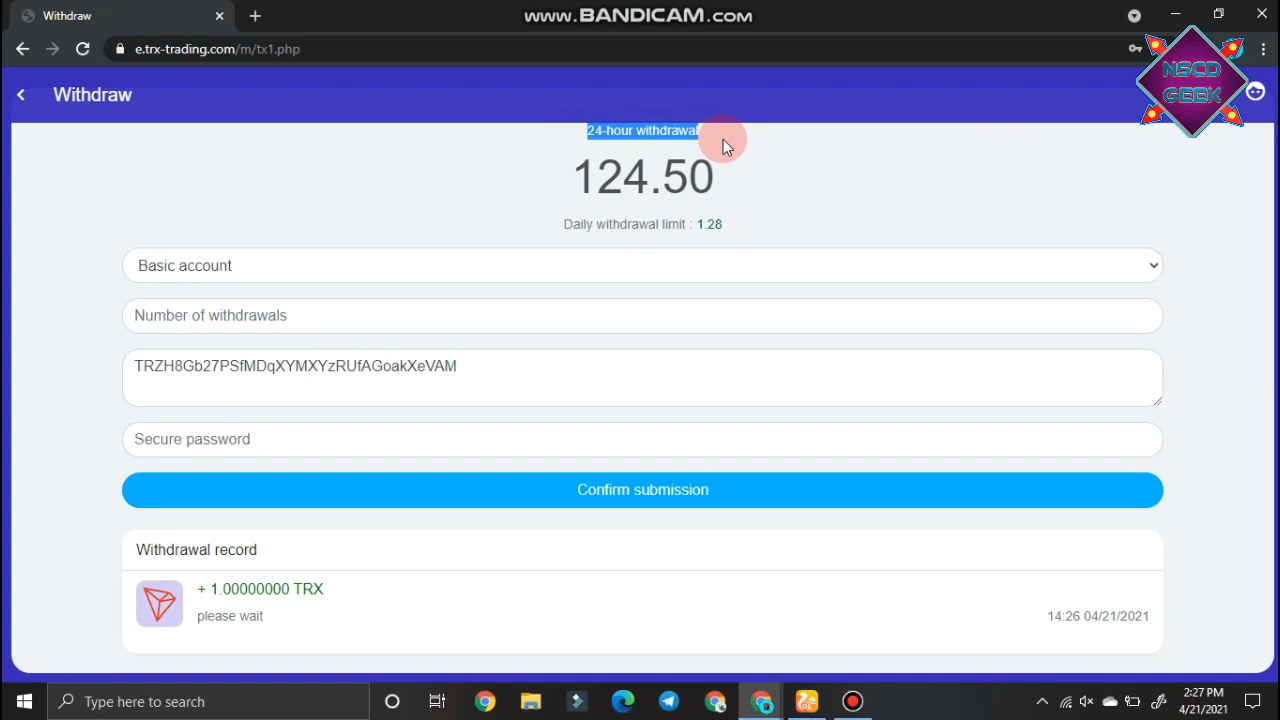 Withdraw
www.BANDICAM.com
e.trx-trading.com/m/tx1.php
NSCD
GEEK
Withdraw
24-hour withdrawal
124.50
Daily withdrawal limit : 1.28
Basic account
Number of withdrawals
TRZH8Gb27PSfMDqXYMXYzRUfAGoakXeVAM
Secure password
Confirm submission
Withdrawal record
+ 1.00000000 TRX
please wait
14:26 04/21/2021
Type here to search
2:27 PM
4/21/2021